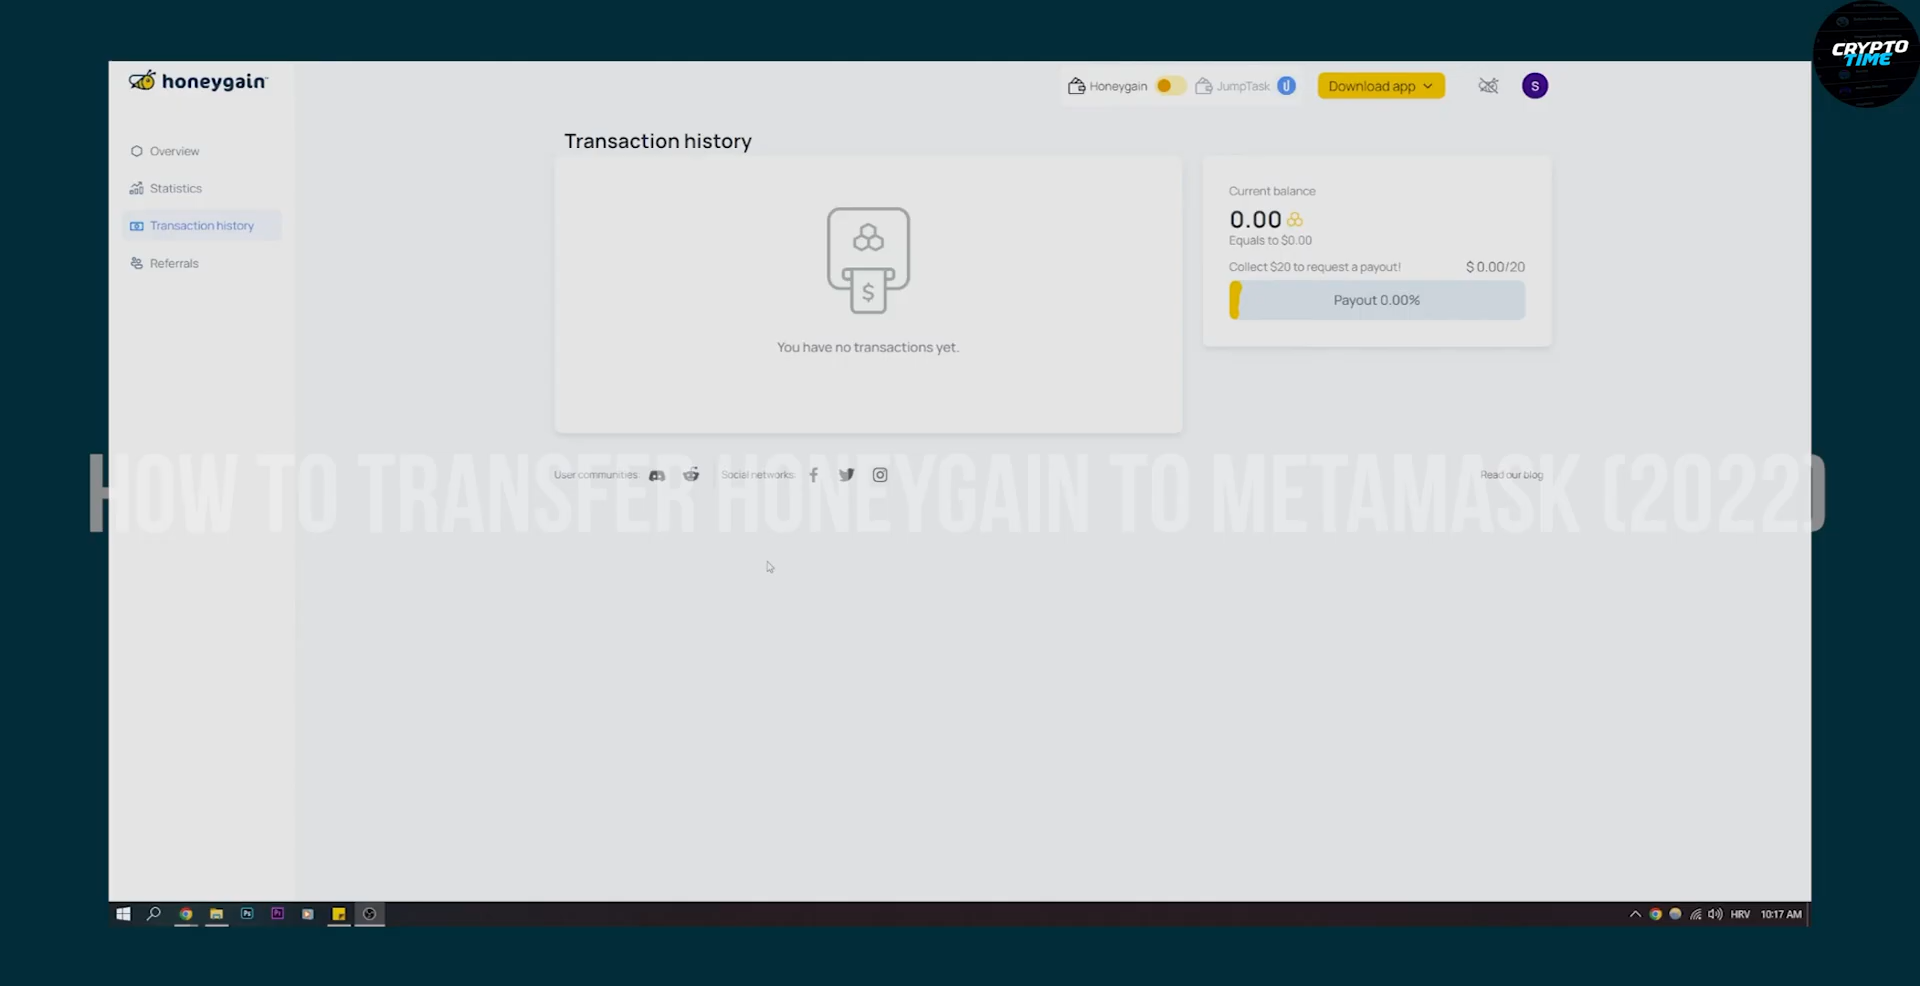 CRYPTO
TIME
honeygain
Honeygain
JumpTask
Download app
S
Overview
Statistics
Transaction history
Referrals
Transaction history
$
You have no transactions yet.
Current balance
0.00
Equals to $0.00
Collect $20 to request a payout! $ 0.00/20
Payout 0.00%
User communities:
Social networks:
Read our blog
HOW TO TRANSFER HONEYGAIN TO METAMASK (2022)
Ps
Pr
HRV
10:17 AM